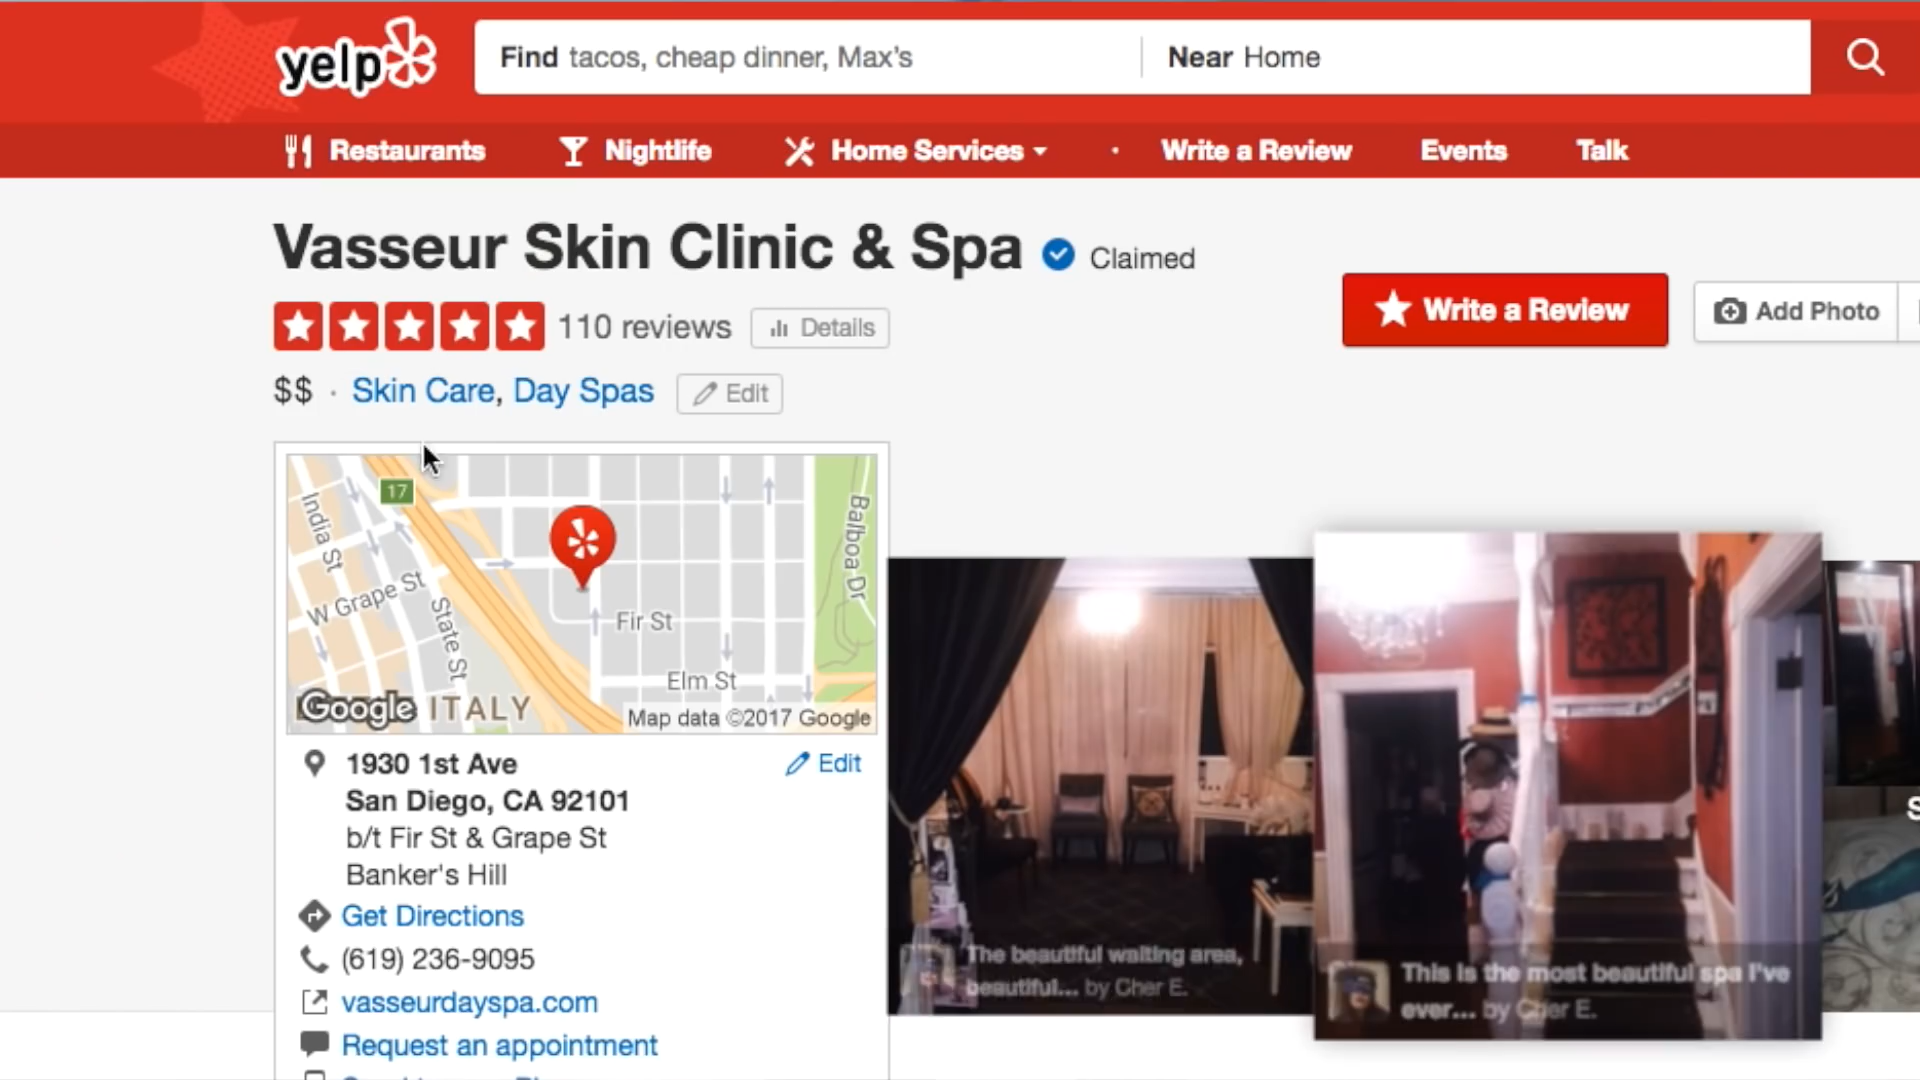 yelp
Find tacos, cheap dinner, Max's
Near Home
Restaurants
Nightlife
Home Services
Write a Review
Events
Talk
Vasseur Skin Clinic & Spa
Claimed
110 reviews
Details
Write a Review
Add Photo
$$ · Skin Care, Day Spas
Edit
17
India St
W Grape St
State St
Balboa Dr
Fir St
Elm St
Google
ITALY
Map data ©2017 Google
1930 1st Ave
Edit
San Diego, CA 92101
b/t Fir St & Grape St
Banker's Hill
Get Directions
(619) 236-9095
vasseurdayspa.com
Request an appointment
The beautiful waiting area,
beautiful... by Cher E.
This is the most beautiful spa I've
ever... by Cher E.